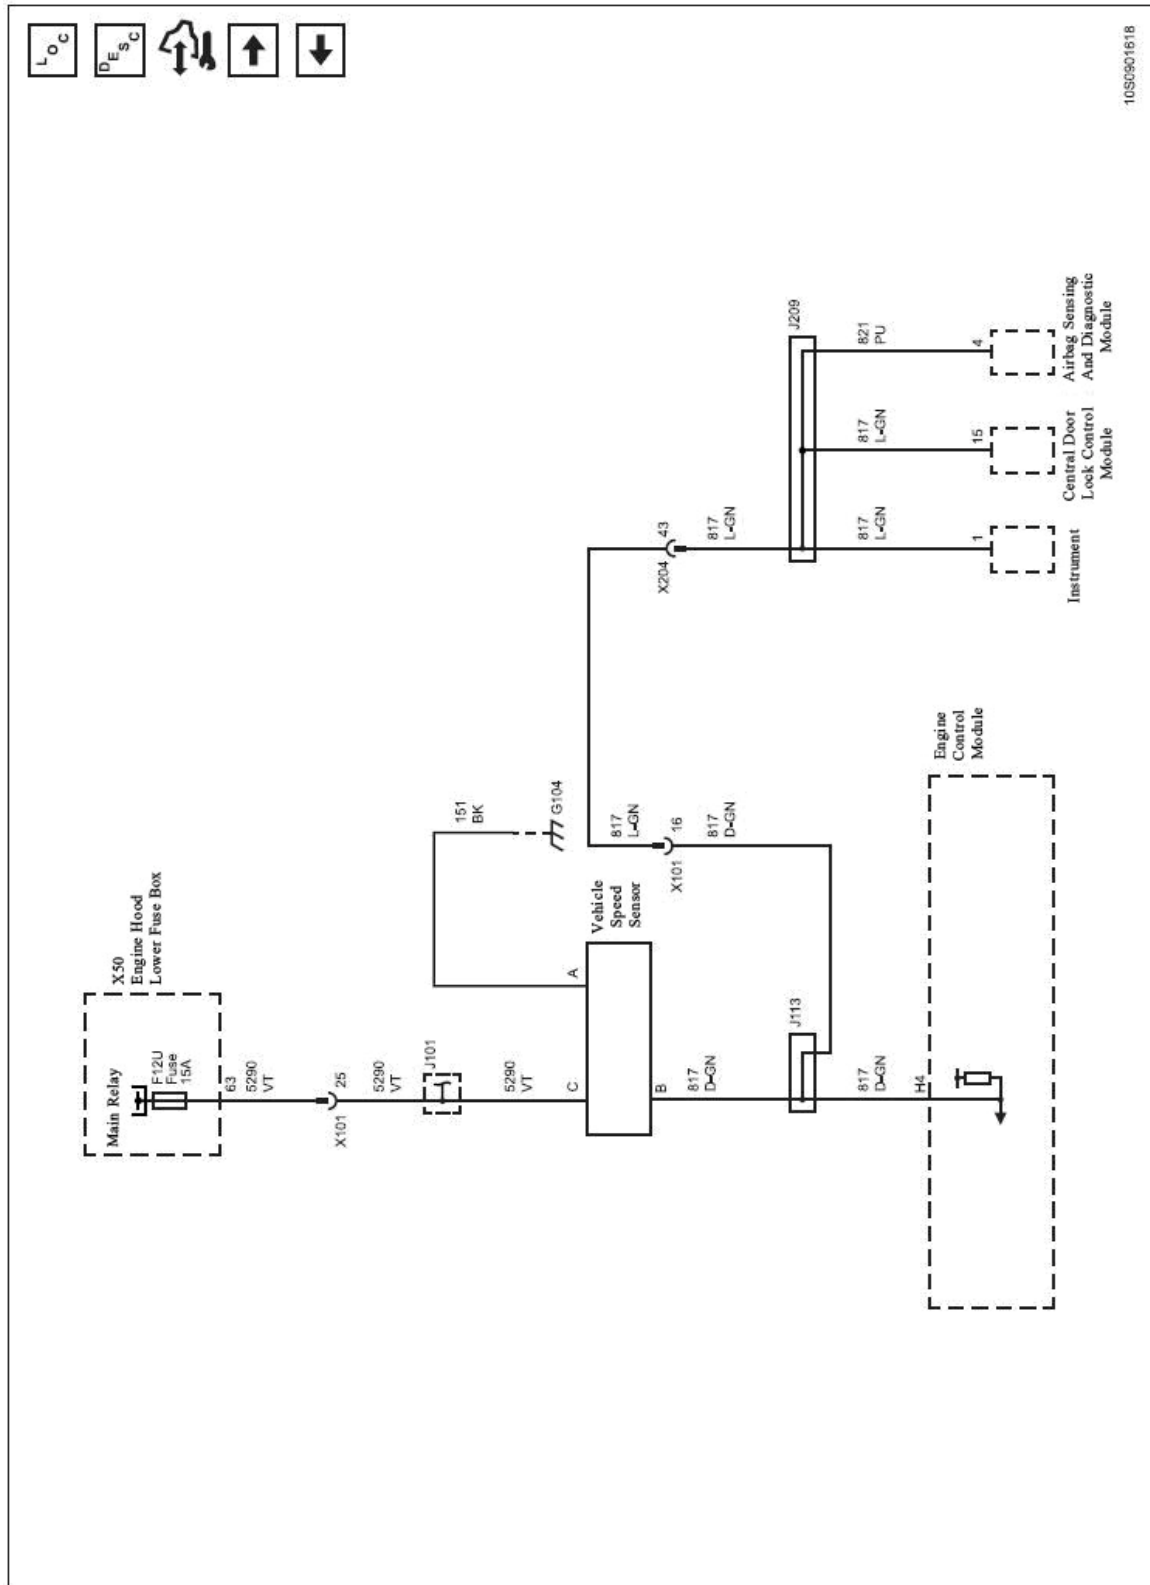 LOC
DESC
10S0901618
X50
Engine Hood
Lower Fuse Box
Main Relay
F12U
Fuse
15A
63
5290
VT
X101
25
5290
VT
J101
5290
VT
C
A
151
BK
G104
Vehicle
Speed
Sensor
B
817
D-GN
J113
817
D-GN
H4
Engine
Control
Module
817
L-GN
X101
16
817
D-GN
X204
43
817
L-GN
J209
817
L-GN
1
Instrument
817
L-GN
15
Central Door
Lock Control
Module
821
PU
4
Airbag Sensing
And Diagnostic
Module